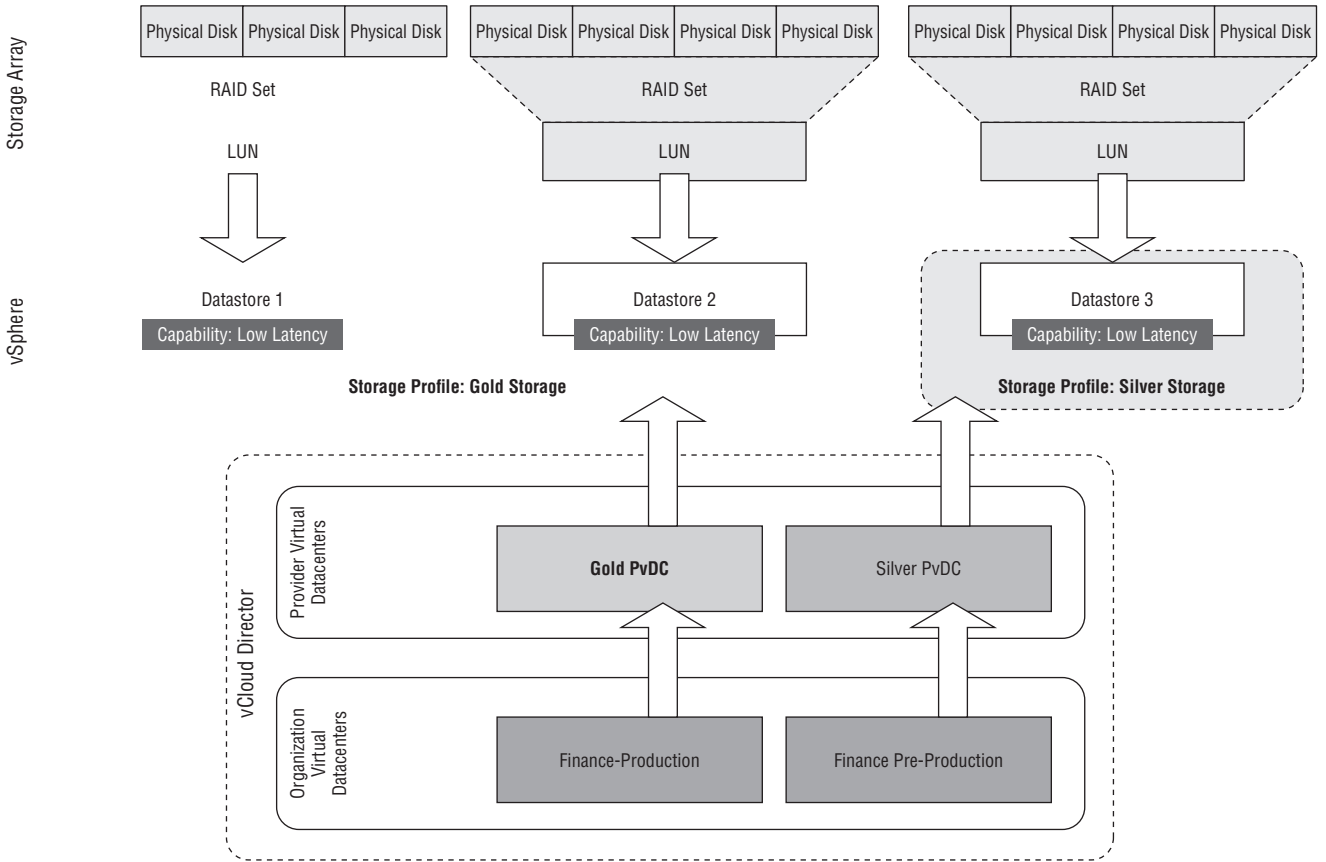 Storage Array
Physical Disk Physical Disk Physical Disk
Physical Disk Physical Disk Physical Disk Physical Disk
Physical Disk Physical Disk Physical Disk Physical Disk
RAID Set
RAID Set
RAID Set
LUN
LUN
LUN
vSphere
Datastore 1
Capability: Low Latency
Datastore 2
Capability: Low Latency
Datastore 3
Capability: Low Latency
Storage Profile: Gold Storage
Storage Profile: Silver Storage
vCloud Director
Provider Virtual
Datacenters
Gold PvDC
Silver PvDC
Organization
Virtual
Datacenters
Finance-Production
Finance Pre-Production